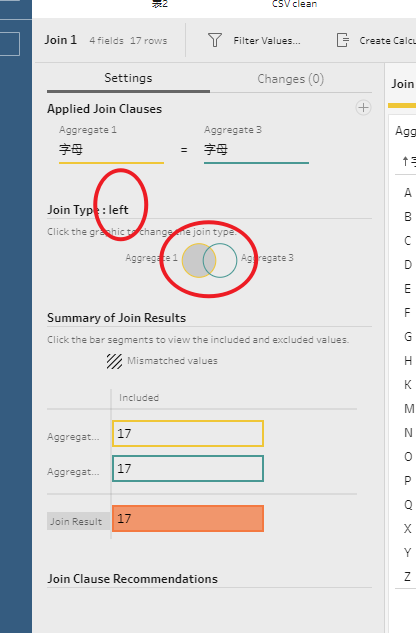 表2
CSV clean
Join 1 4 fields 17 rows
Filter Values...
Create Calcu
Settings
Changes (0)
Join
Applied Join Clauses
Aggregate 1
Aggregate 3
字母 = 字母
Agg
Join Type : left
Click the graphic to change the join type.
Aggregate 1
Aggregate 3
Summary of Join Results
Click the bar segments to view the included and excluded values.
Mismatched values
Included
Aggregat... 17
Aggregat... 17
Join Result 17
Join Clause Recommendations
A
B
C
D
E
F
G
H
K
M
N
O
P
Q
X
Y
Z